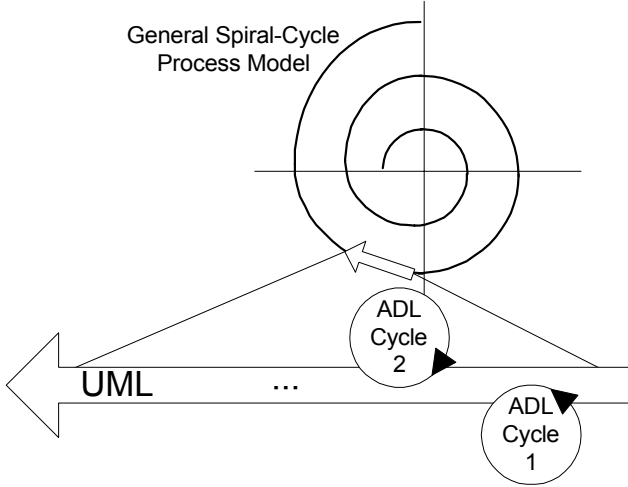 General Spiral-Cycle
Process Model
ADL
Cycle
2
UML ...
ADL
Cycle
1